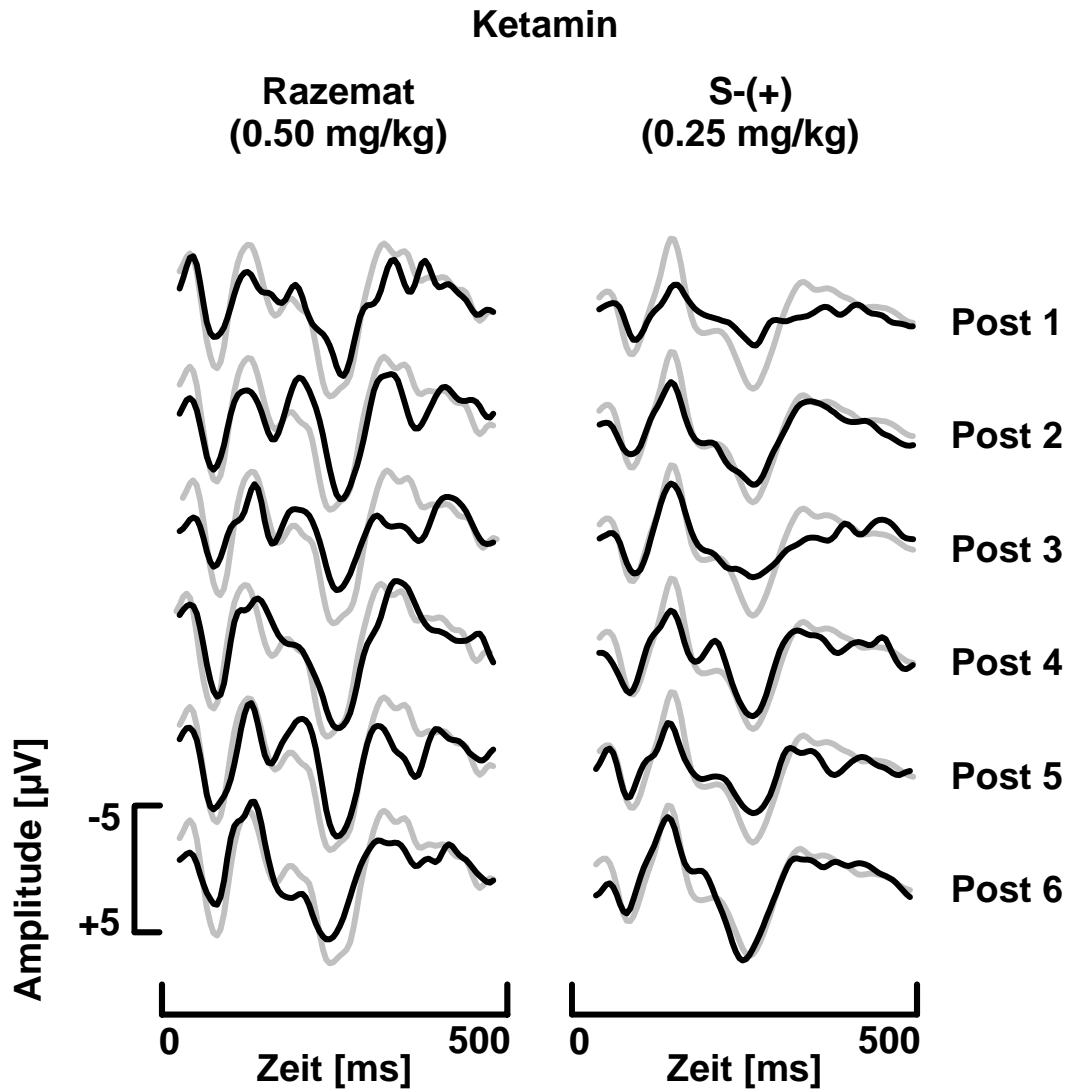 Ketamin
Razemat
(0.50 mg/kg)
S-(+)
(0.25 mg/kg)
Post 1
Post 2
Post 3
Post 4
Post 5
Post 6
Amplitude [µV]
-5
+5
0
500
Zeit [ms]
0
500
Zeit [ms]